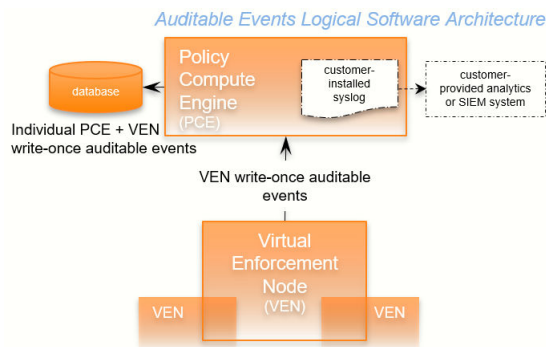 Auditable Events Logical Software Architecture
Policy
Compute
Engine
(PCE)
customer-
installed
syslog
customer-
provided analytics
or SIEM system
database
Individual PCE + VEN
write-once auditable events
VEN write-once auditable
events
Virtual
Enforcement
Node
(VEN)
VEN
VEN